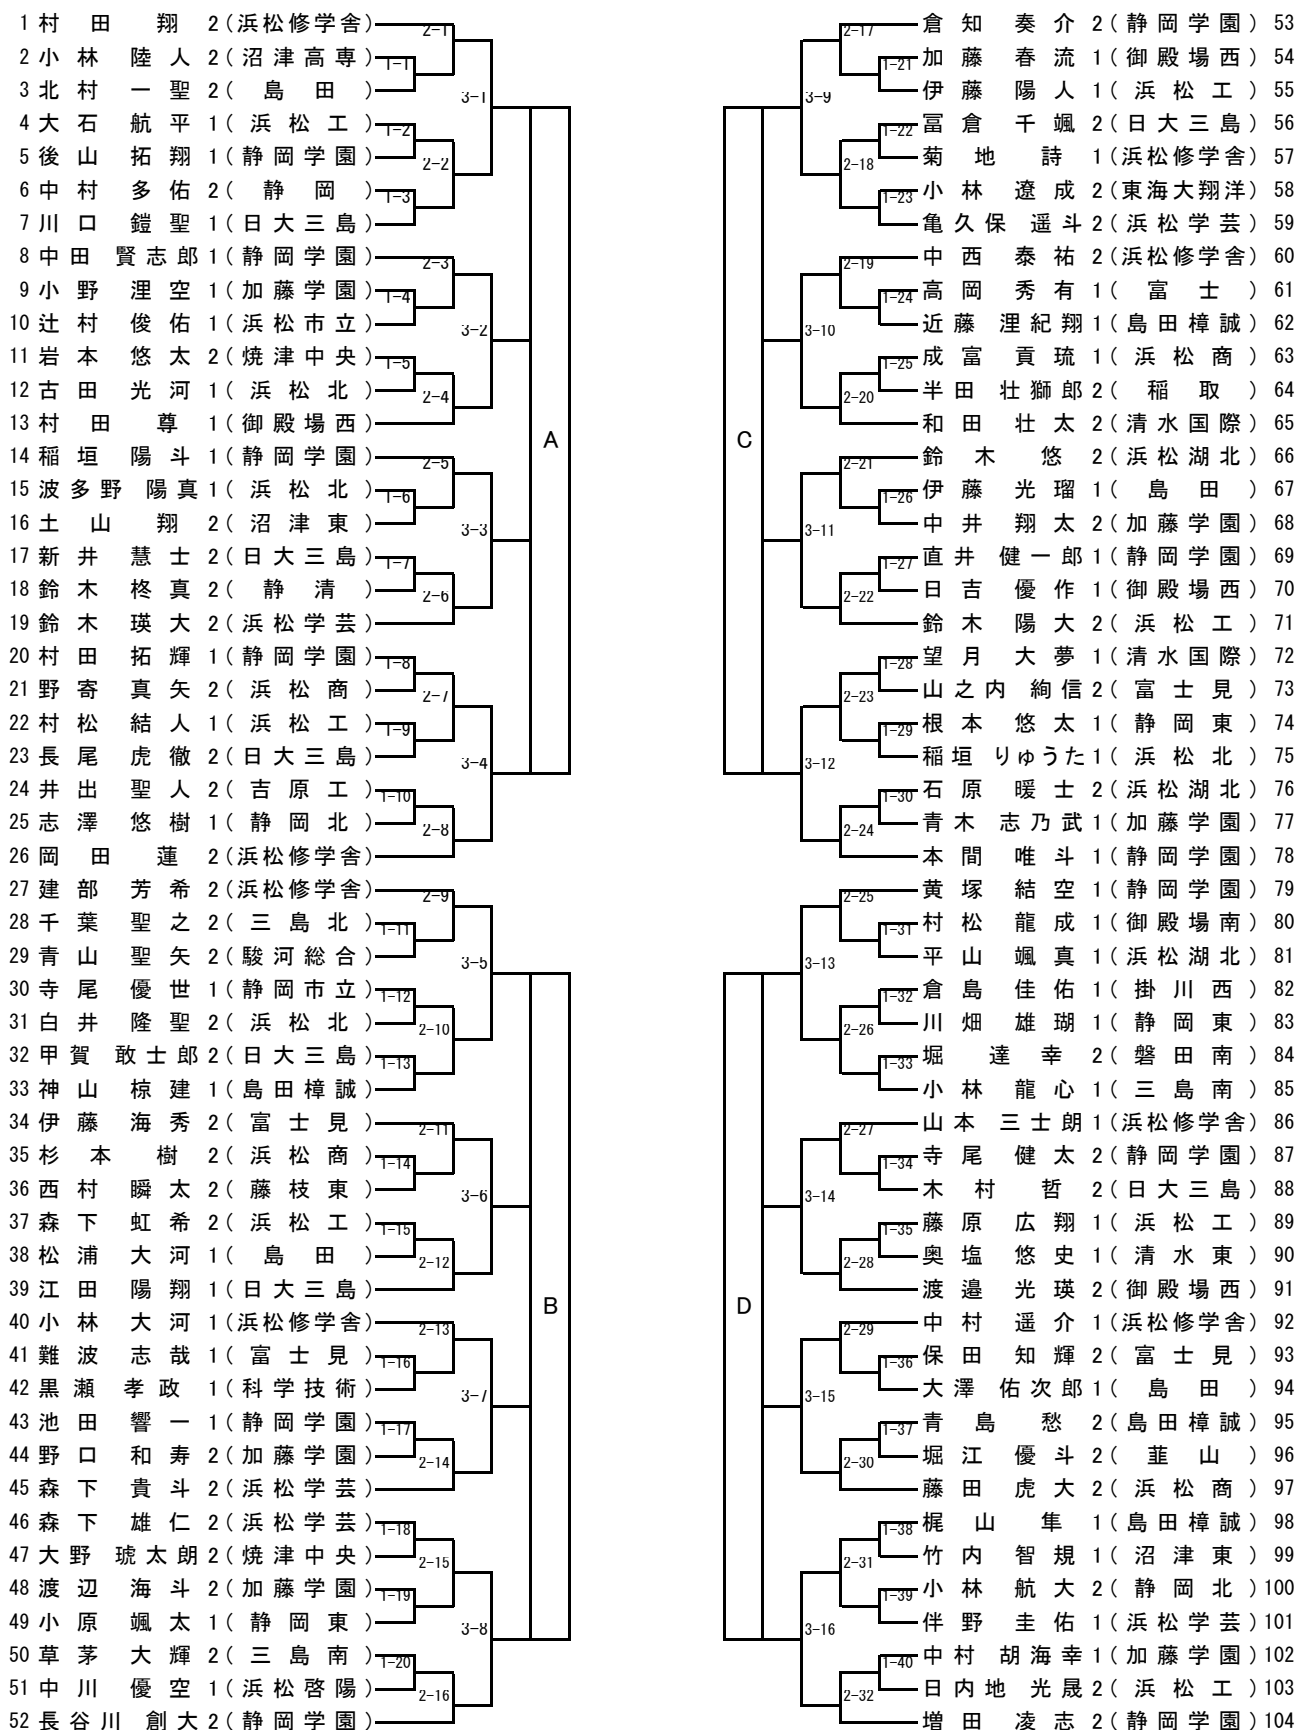 1 村 田 翔 2(浜松修学舎)
2-1
2 小 林 陸 人 2(沼津高専)
1-1
3 北 村 一 聖 2( 島 田 )
3-1
4 大 石 航 平 1( 浜 松 工 )
1-2
5 後 山 拓 翔 1(静岡学園)
2-2
6 中 村 多 佑 2( 静 岡 )
1-3
7 川 口 鎧 聖 1(日大三島)
8 中 田 賢志郎 1(静岡学園)
2-3
9 小 野 浬 空 1(加藤学園)
1-4
10 辻 村 俊 佑 1(浜松市立)
3-2
11 岩 本 悠 太 2(焼津中央)
1-5
12 古 田 光 河 1( 浜 松 北 )
2-4
13 村 田 尊 1(御殿場西)
A
14 稲 垣 陽 斗 1(静岡学園)
2-5
15 波多野 陽真 1( 浜 松 北 )
1-6
16 土 山 翔 2( 沼 津 東 )
3-3
17 新 井 慧 士 2(日大三島)
1-7
18 鈴 木 柊 真 2( 静 清 )
2-6
19 鈴 木 瑛 大 2(浜松学芸)
20 村 田 拓 輝 1(静岡学園)
1-8
21 野 寄 真 矢 2( 浜 松 商 )
2-7
22 村 松 結 人 1( 浜 松 工 )
1-9
23 長 尾 虎 徹 2(日大三島)
3-4
24 井 出 聖 人 2( 吉 原 工 )
1-10
25 志 澤 悠 樹 1( 静 岡 北 )
2-8
26 岡 田 蓮 2(浜松修学舎)
27 建 部 芳 希 2(浜松修学舎)
2-9
28 千 葉 聖 之 2( 三 島 北 )
1-11
29 青 山 聖 矢 2(駿河総合)
3-5
30 寺 尾 優 世 1(静岡市立)
1-12
31 白 井 隆 聖 2( 浜 松 北 )
2-10
32 甲 賀 敢士郎 2(日大三島)
1-13
33 神 山 椋 建 1(島田樟誠)
34 伊 藤 海 秀 2( 富 士 見 )
2-11
35 杉 本 樹 2( 浜 松 商 )
1-14
36 西 村 瞬 太 2( 藤 枝 東 )
3-6
37 森 下 虹 希 2( 浜 松 工 )
1-15
38 松 浦 大 河 1( 島 田 )
2-12
39 江 田 陽 翔 1(日大三島)
B
40 小 林 大 河 1(浜松修学舎)
2-13
41 難 波 志 哉 1( 富 士 見 )
1-16
42 黒 瀬 孝 政 1(科学技術)
3-7
43 池 田 響 一 1(静岡学園)
1-17
44 野 口 和 寿 2(加藤学園)
2-14
45 森 下 貴 斗 2(浜松学芸)
46 森 下 雄 仁 2(浜松学芸)
1-18
47 大 野 琥太朗 2(焼津中央)
2-15
48 渡 辺 海 斗 2(加藤学園)
1-19
49 小 原 颯 太 1( 静 岡 東 )
3-8
50 草 茅 大 輝 2( 三 島 南 )
1-20
51 中 川 優 空 1(浜松啓陽)
2-16
52 長谷川 創大 2(静岡学園)
2-17
倉 知 奏 介 2(静岡学園) 53
1-21
加 藤 春 流 1(御殿場西) 54
3-9
伊 藤 陽 人 1( 浜 松 工 ) 55
1-22
冨 倉 千 颯 2(日大三島) 56
2-18
菊 地 詩 1(浜松修学舎) 57
1-23
小 林 遼 成 2(東海大翔洋) 58
亀久保 遥斗 2(浜松学芸) 59
2-19
中 西 泰 祐 2(浜松修学舎) 60
1-24
高 岡 秀 有 1( 富 士 ) 61
3-10
近 藤 浬紀翔 1(島田樟誠) 62
1-25
成 富 貢 琉 1( 浜 松 商 ) 63
2-20
半 田 壮獅郎 2( 稲 取 ) 64
和 田 壮 太 2(清水国際) 65
C
2-21
鈴 木 悠 2(浜松湖北) 66
1-26
伊 藤 光 瑠 1( 島 田 ) 67
3-11
中 井 翔 太 2(加藤学園) 68
1-27
直 井 健一郎 1(静岡学園) 69
2-22
日 吉 優 作 1(御殿場西) 70
鈴 木 陽 大 2( 浜 松 工 ) 71
1-28
望 月 大 夢 1(清水国際) 72
2-23
山之内 絢信 2( 富 士 見 ) 73
1-29
根 本 悠 太 1( 静 岡 東 ) 74
3-12
稲垣 りゅうた 1( 浜 松 北 ) 75
1-30
石 原 暖 士 2(浜松湖北) 76
2-24
青 木 志乃武 1(加藤学園) 77
本 間 唯 斗 1(静岡学園) 78
2-25
黄 塚 結 空 1(静岡学園) 79
1-31
村 松 龍 成 1(御殿場南) 80
3-13
平 山 颯 真 1(浜松湖北) 81
1-32
倉 島 佳 佑 1( 掛 川 西 ) 82
2-26
川 畑 雄 瑚 1( 静 岡 東 ) 83
1-33
堀 達 幸 2( 磐 田 南 ) 84
小 林 龍 心 1( 三 島 南 ) 85
2-27
山 本 三士朗 1(浜松修学舎) 86
1-34
寺 尾 健 太 2(静岡学園) 87
3-14
木 村 哲 2(日大三島) 88
1-35
藤 原 広 翔 1( 浜 松 工 ) 89
2-28
奥 塩 悠 史 1( 清 水 東 ) 90
渡 邉 光 瑛 2(御殿場西) 91
D
2-29
中 村 遥 介 1(浜松修学舎) 92
1-36
保 田 知 輝 2( 富 士 見 ) 93
3-15
大 澤 佑次郎 1( 島 田 ) 94
1-37
青 島 愁 2(島田樟誠) 95
2-30
堀 江 優 斗 2( 韮 山 ) 96
藤 田 虎 大 2( 浜 松 商 ) 97
1-38
梶 山 隼 1(島田樟誠) 98
2-31
竹 内 智 規 1( 沼 津 東 ) 99
1-39
小 林 航 大 2( 静 岡 北 ) 100
3-16
伴 野 圭 佑 1(浜松学芸) 101
1-40
中 村 胡海幸 1(加藤学園) 102
2-32
日内地 光晟 2( 浜 松 工 ) 103
増 田 凌 志 2(静岡学園) 104